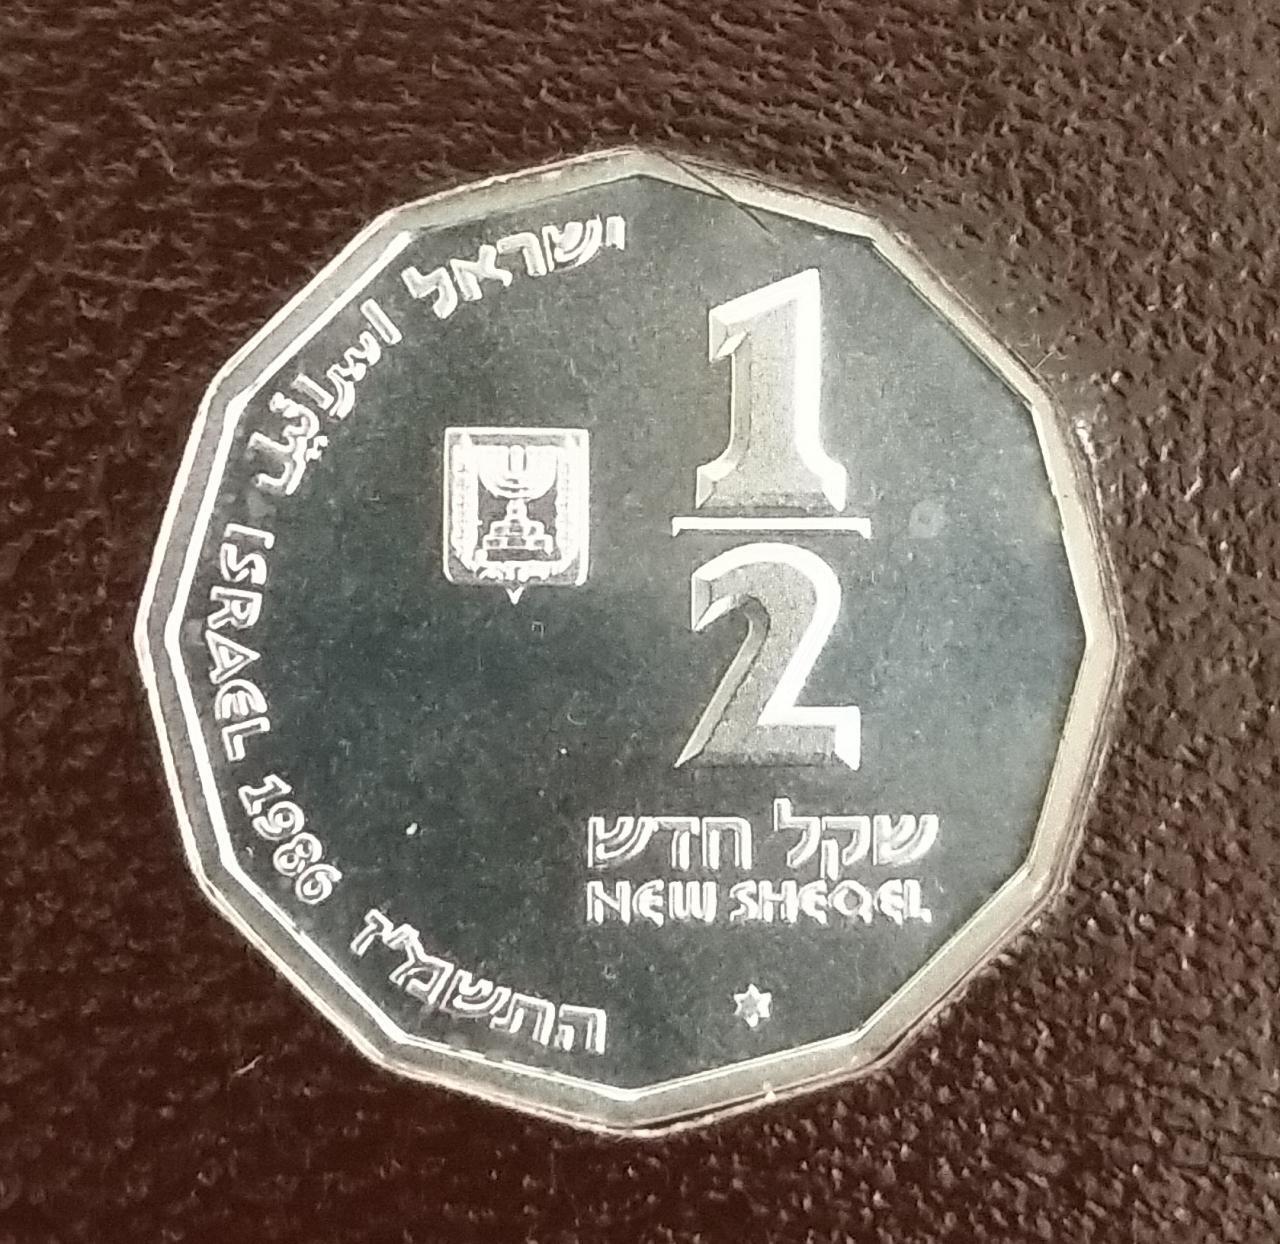 ישראל
اسرائيل
ISRAEL 1986
התשמ"ו
1
2
שקל חדש
NEW SHEQEL